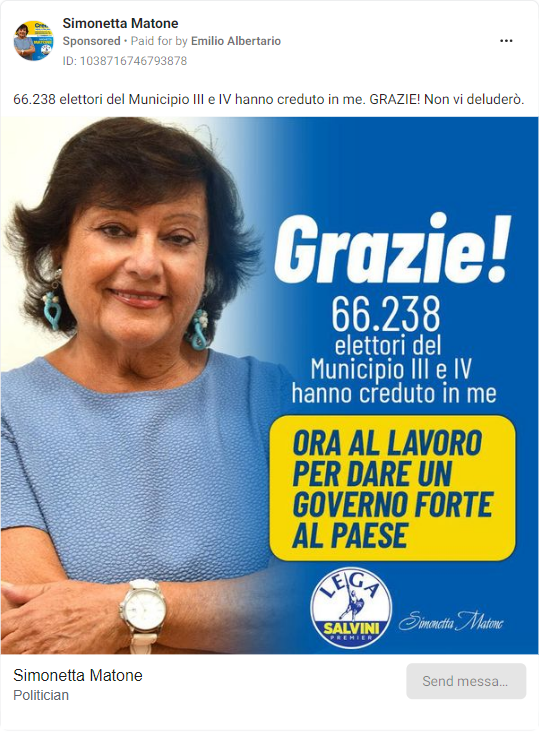 Simonetta Matone
Sponsored • Paid for by Emilio Albertario
ID: 1038716746793878
66.238 elettori del Municipio III e IV hanno creduto in me. GRAZIE! Non vi deluderò.
Grazie!
66.238
elettori del
Municipio III e IV
hanno creduto in me
ORA AL LAVORO
PER DARE UN
GOVERNO FORTE
AL PAESE
LEGA
SALVINI
PREMIER
Simonetta Matone
Simonetta Matone
Politician
Send messa...